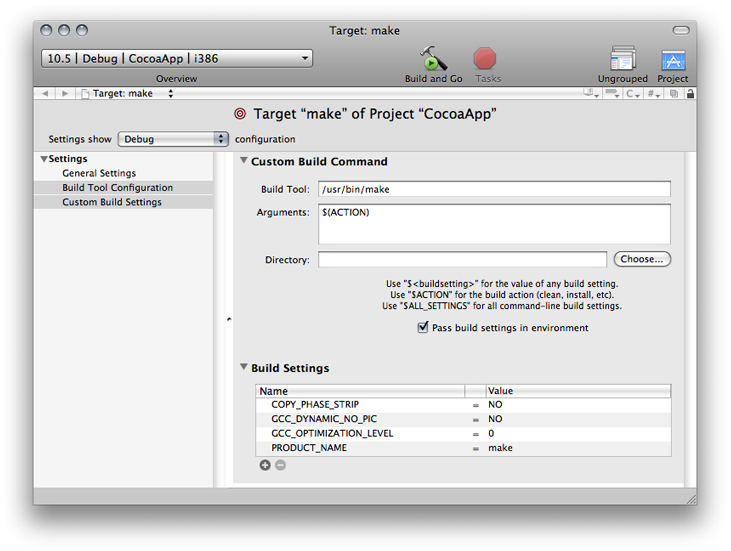 Target: make
10.5 | Debug | CocoaApp | i386
Overview
Build and Go
Tasks
Ungrouped
Project
Target: make
C
#
Target “make” of Project “CocoaApp”
Settings show
Debug
configuration
Settings
General Settings
Build Tool Configuration
Custom Build Settings
Custom Build Command
Build Tool: /usr/bin/make
Arguments: $(ACTION)
Directory:
Choose...
Use "$<buildsetting>" for the value of any build setting.
Use "$ACTION" for the build action (clean, install, etc).
Use "$ALL_SETTINGS" for all command-line build settings.
Pass build settings in environment
Build Settings
Name Value
COPY_PHASE_STRIP = NO
GCC_DYNAMIC_NO_PIC = NO
GCC_OPTIMIZATION_LEVEL = 0
PRODUCT_NAME = make